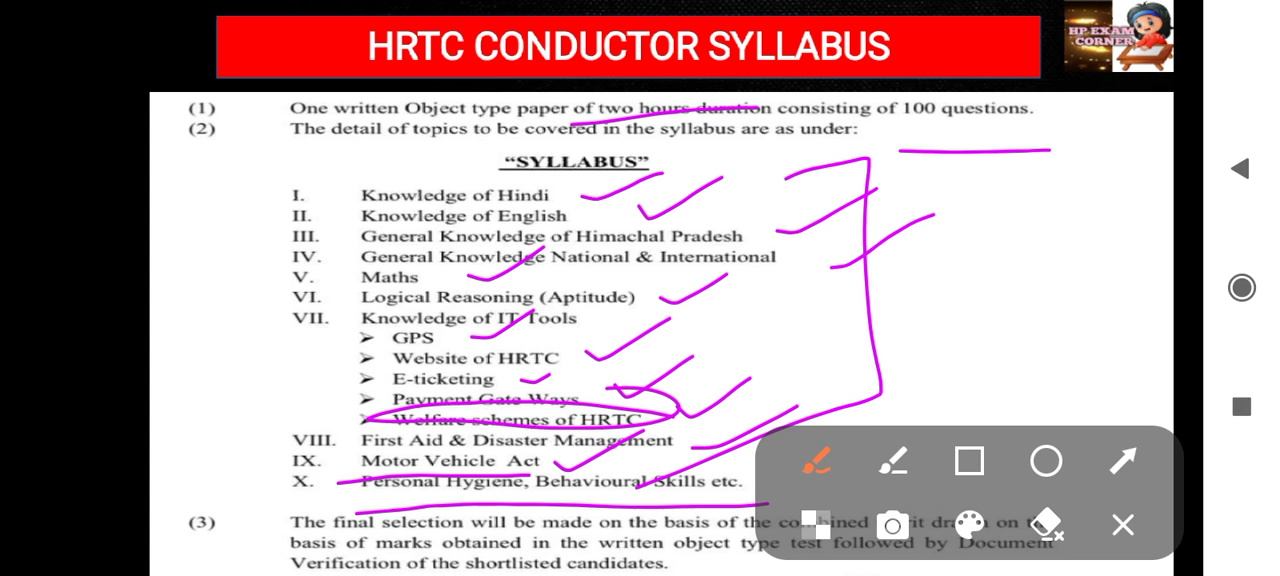 HRTC CONDUCTOR SYLLABUS
HP EXAM
CORNER
(1) One written Object type paper of two hours duration consisting of 100 questions.
(2) The detail of topics to be covered in the syllabus are as under:
“SYLLABUS”
I. Knowledge of Hindi
II. Knowledge of English
III. General Knowledge of Himachal Pradesh
IV. General Knowledge National & International
V. Maths
VI. Logical Reasoning (Aptitude)
VII. Knowledge of IT Tools
➢ GPS
➢ Website of HRTC
➢ E-ticketing
➢ Payment Gate Ways
➢ Welfare schemes of HRTC
VIII. First Aid & Disaster Management
IX. Motor Vehicle Act
X. Personal Hygiene, Behavioural Skills etc.
(3) The final selection will be made on the basis of the combined on
basis of marks obtained in the written object type test followed by Document
Verification of the shortlisted candidates.